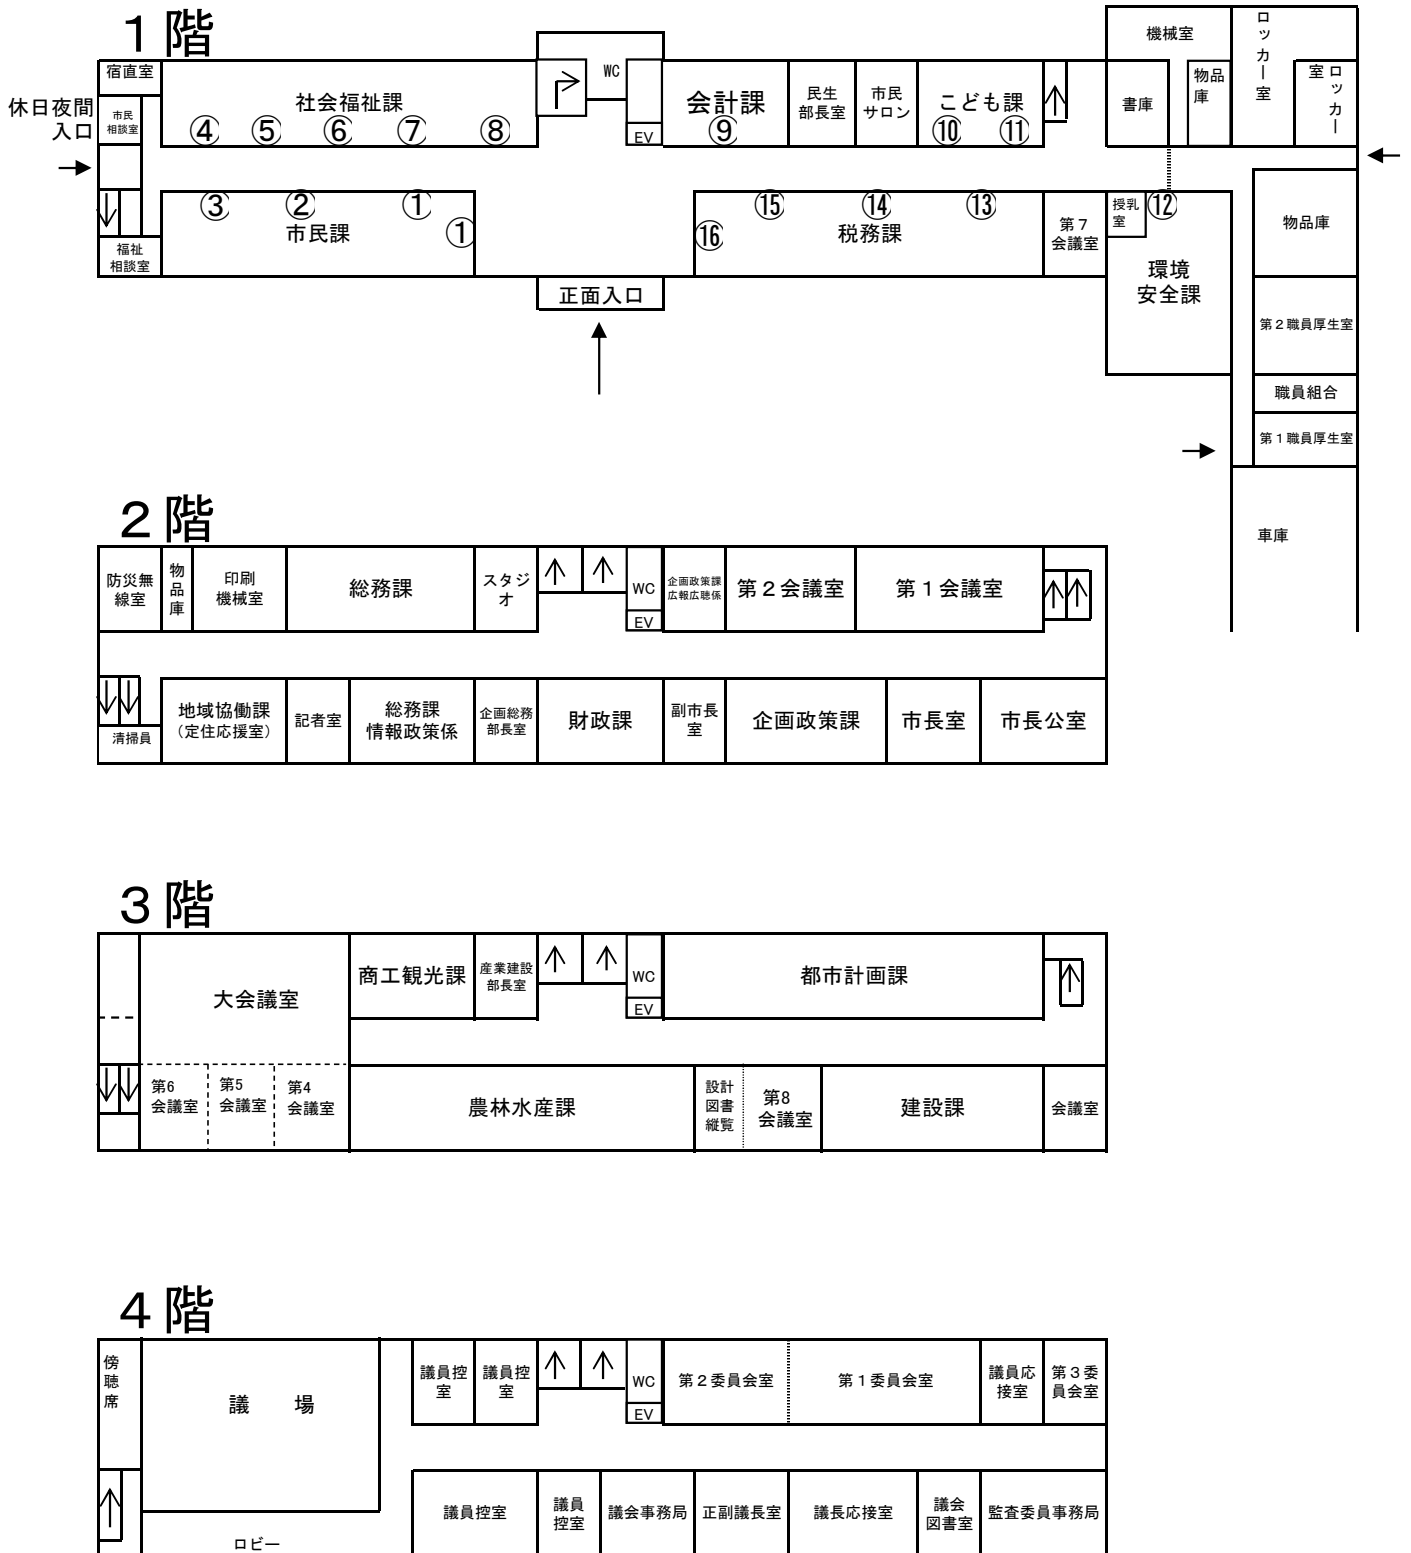 １階
宿直室
市民
相談室
休日夜間
入口
福祉
相談室
社会福祉課
④ ⑤ ⑥ ⑦ ⑧
WC
EV
会計課
⑨
民生
部長室
市民
サロン
こども課
⑩ ⑪
書庫
機械室
物品
庫
ロッカー室
ロッカー
室
③ ② ① ①
市民課
正面入口
⑯ ⑮ ⑭ ⑬
税務課
第７
会議室
授乳
室
⑫
環境
安全課
物品庫
第２職員厚生室
職員組合
第１職員厚生室
車庫
２階
防災無
線室
物品庫
印刷
機械室
総務課
スタジ
オ
WC
EV
企画政策課
広報広聴係
第２会議室
第１会議室
清掃員
地域協働課
（定住応援室）
記者室
総務課
情報政策係
企画総務
部長室
財政課
副市長
室
企画政策課
市長室
市長公室
３階
大会議室
商工観光課
産業建設
部長室
WC
EV
都市計画課
第6
会議室
第5
会議室
第4
会議室
農林水産課
設計
図書
縦覧
第8
会議室
建設課
会議室
４階
傍聴席
議　場
議員控
室
議員控
室
WC
EV
第２委員会室
第１委員会室
議員応
接室
第３委
員会室
ロビー
議員控室
議員
控室
議会事務局
正副議長室
議長応接室
議会
図書室
監査委員事務局